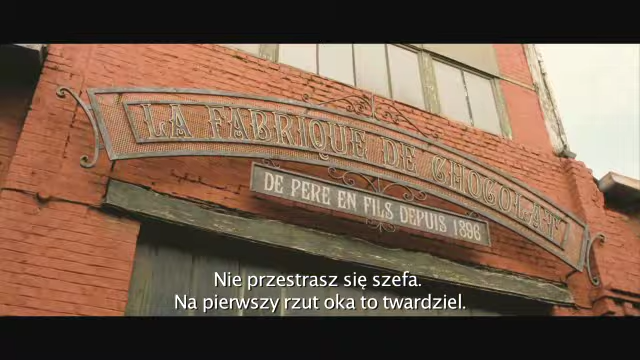 LA FABRIQUE DE CHOCOLAT
DE PERE EN FILS DEPUIS 1896
Nie przestrasz się szefa.
Na pierwszy rzut oka to twardziel.